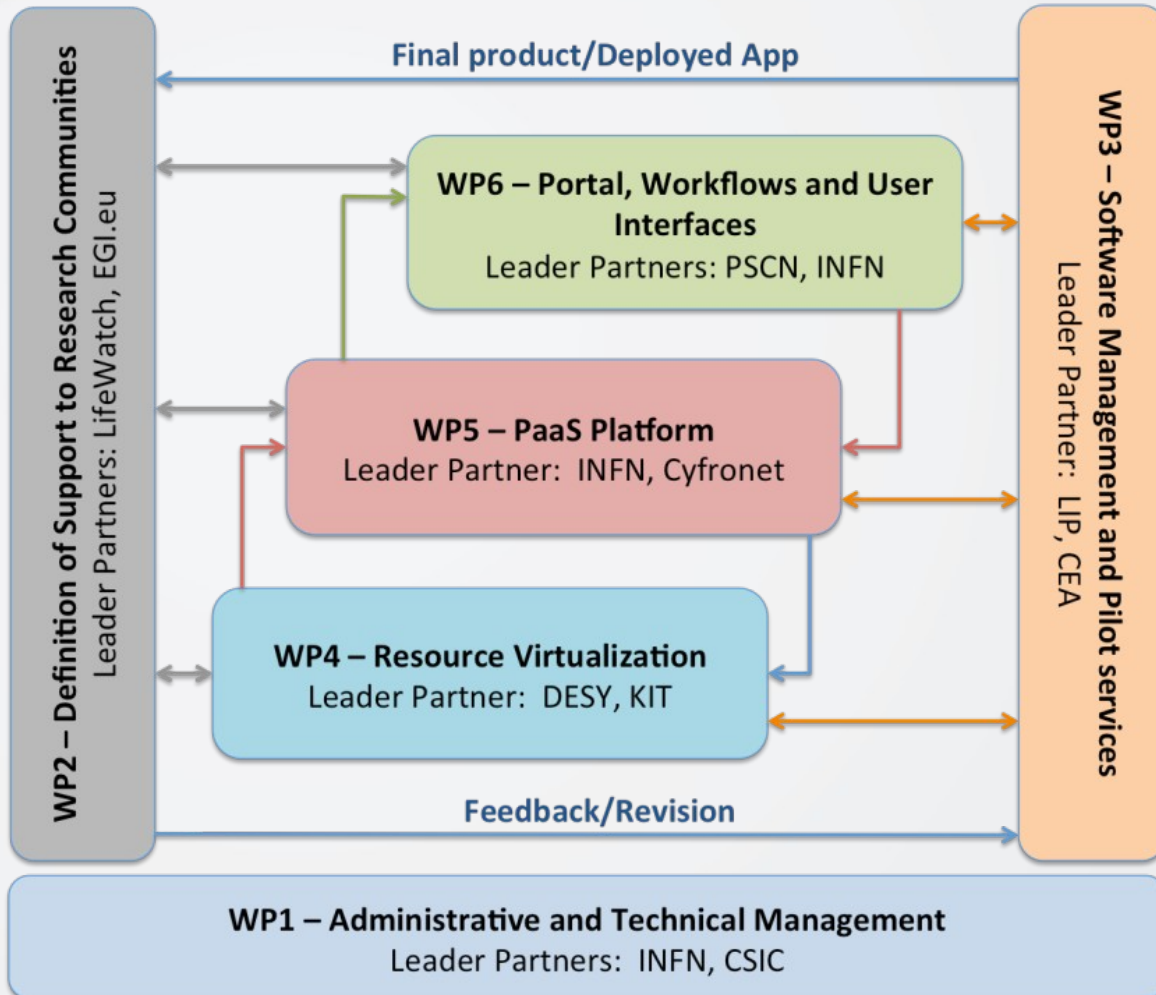 Final product/Deployed App
WP2 – Definition of Support to Research Communities
Leader Partners: LifeWatch, EGI.eu
WP6 – Portal, Workflows and User
Interfaces
Leader Partners: PSCN, INFN
WP5 – PaaS Platform
Leader Partner: INFN, Cyfronet
WP4 – Resource Virtualization
Leader Partner: DESY, KIT
WP3 – Software Management and Pilot services
Leader Partner: LIP, CEA
Feedback/Revision
WP1 – Administrative and Technical Management
Leader Partners: INFN, CSIC